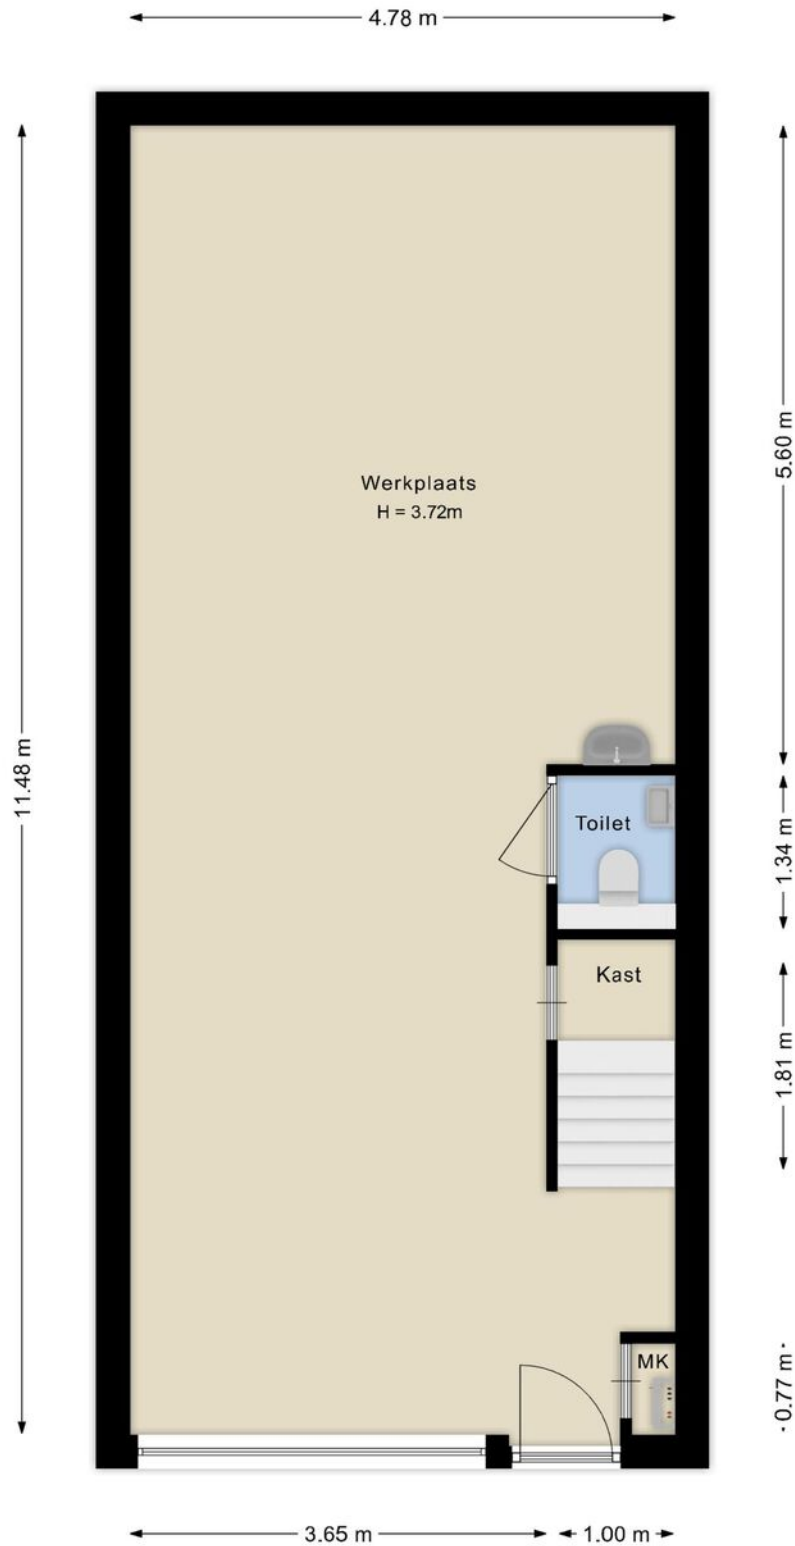 4.78 m
11.48 m
5.60 m
Werkplaats
H = 3.72m
Toilet
1.34 m
Kast
1.81 m
MK
0.77 m
3.65 m
1.00 m